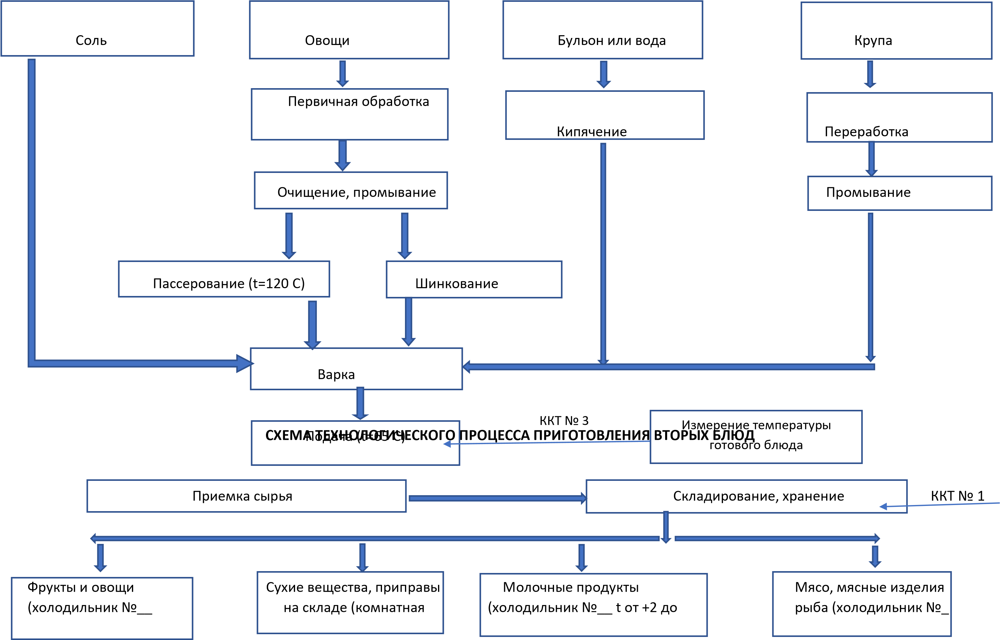 Соль
Овощи
Бульон или вода
Крупа
Первичная обработка
Кипячение
Переработка
Очищение, промывание
Промывание
Пассерование (t=120 С)
Шинкование
Варка
ККТ № 3
Измерение температуры
готового блюда
Подача (t=65 С)
СХЕМА ТЕХНОЛОГИЧЕСКОГО ПРОЦЕССА ПРИГОТОВЛЕНИЯ ВТОРЫХ БЛЮД
Приемка сырья
Складирование, хранение
ККТ № 1
Фрукты и овощи
(холодильник №__
Сухие вещества, приправы
на складе (комнатная
Молочные продукты
(холодильник №__ t от +2 до
Мясо, мясные изделия
рыба (холодильник №_